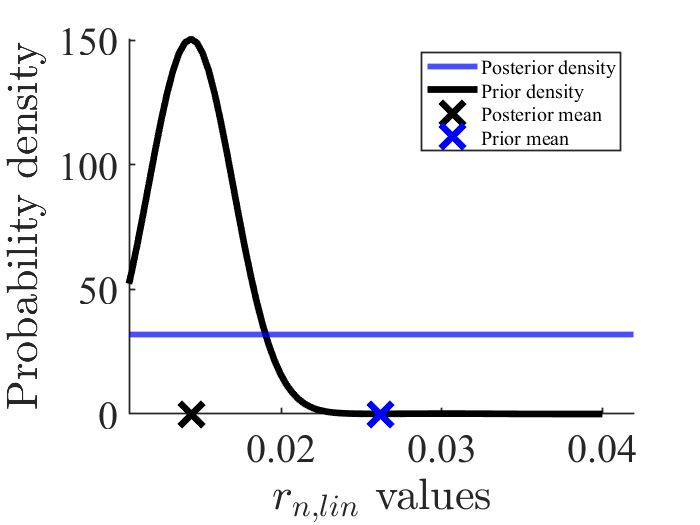 150
100
50
0
Probability density
Posterior density
Prior density
Posterior mean
Prior mean
0.02 0.03 0.04
r_{n,lin} values